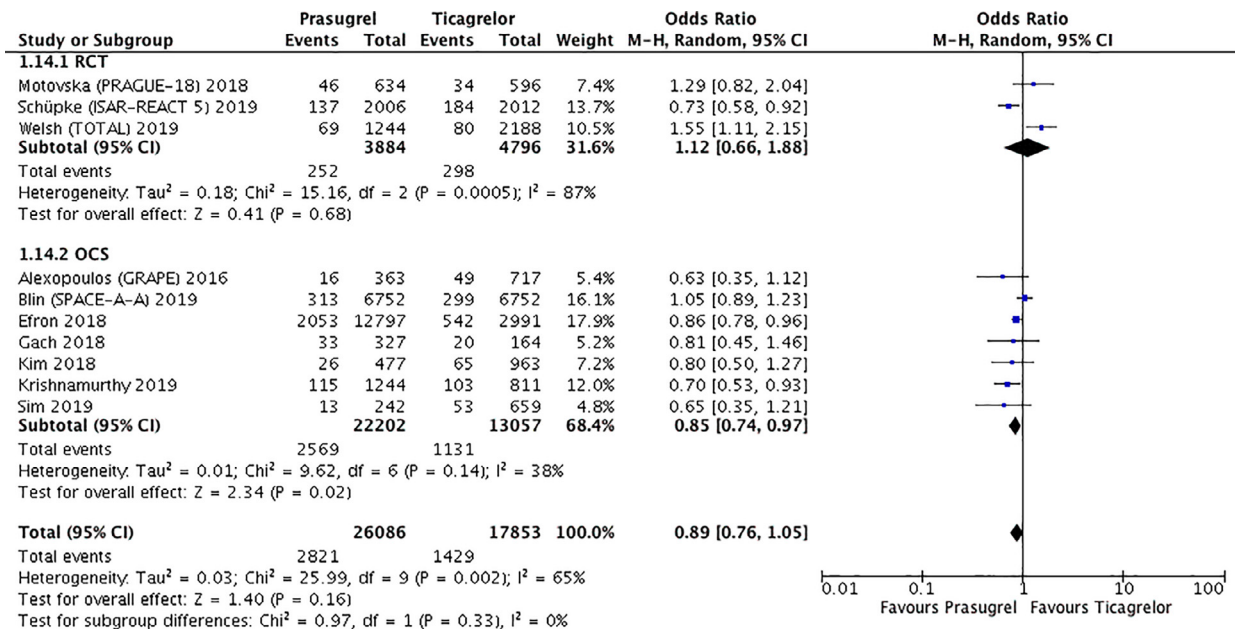 Prasugrel Ticagrelor Odds Ratio Odds Ratio
Study or Subgroup Events Total Events Total Weight M-H, Random, 95% CI M-H, Random, 95% CI
1.14.1 RCT
Motovska (PRAGUE-18) 2018 46 634 34 596 7.4% 1.29 [0.82, 2.04]
Schüpke (ISAR-REACT 5) 2019 137 2006 184 2012 13.7% 0.73 [0.58, 0.92]
Welsh (TOTAL) 2019 69 1244 80 2188 10.5% 1.55 [1.11, 2.15]
Subtotal (95% CI) 3884 4796 31.6% 1.12 [0.66, 1.88]
Total events 252 298
Heterogeneity: Tau² = 0.18; Chi² = 15.16, df = 2 (P = 0.0005); I² = 87%
Test for overall effect: Z = 0.41 (P = 0.68)
1.14.2 OCS
Alexopoulos (GRAPE) 2016 16 363 49 717 5.4% 0.63 [0.35, 1.12]
Blin (SPACE-A-A) 2019 313 6752 299 6752 16.1% 1.05 [0.89, 1.23]
Efron 2018 2053 12797 542 2991 17.9% 0.86 [0.78, 0.96]
Gach 2018 33 327 20 164 5.2% 0.81 [0.45, 1.46]
Kim 2018 26 477 65 963 7.2% 0.80 [0.50, 1.27]
Krishnamurthy 2019 115 1244 103 811 12.0% 0.70 [0.53, 0.93]
Sim 2019 13 242 53 659 4.8% 0.65 [0.35, 1.21]
Subtotal (95% CI) 22202 13057 68.4% 0.85 [0.74, 0.97]
Total events 2569 1131
Heterogeneity: Tau² = 0.01; Chi² = 9.62, df = 6 (P = 0.14); I² = 38%
Test for overall effect: Z = 2.34 (P = 0.02)
Total (95% CI) 26086 17853 100.0% 0.89 [0.76, 1.05]
Total events 2821 1429
Heterogeneity: Tau² = 0.03; Chi² = 25.99, df = 9 (P = 0.002); I² = 65%
Test for overall effect: Z = 1.40 (P = 0.16)
Test for subgroup differences: Chi² = 0.97, df = 1 (P = 0.33), I² = 0%
0.01 0.1 1 10 100
Favours Prasugrel Favours Ticagrelor